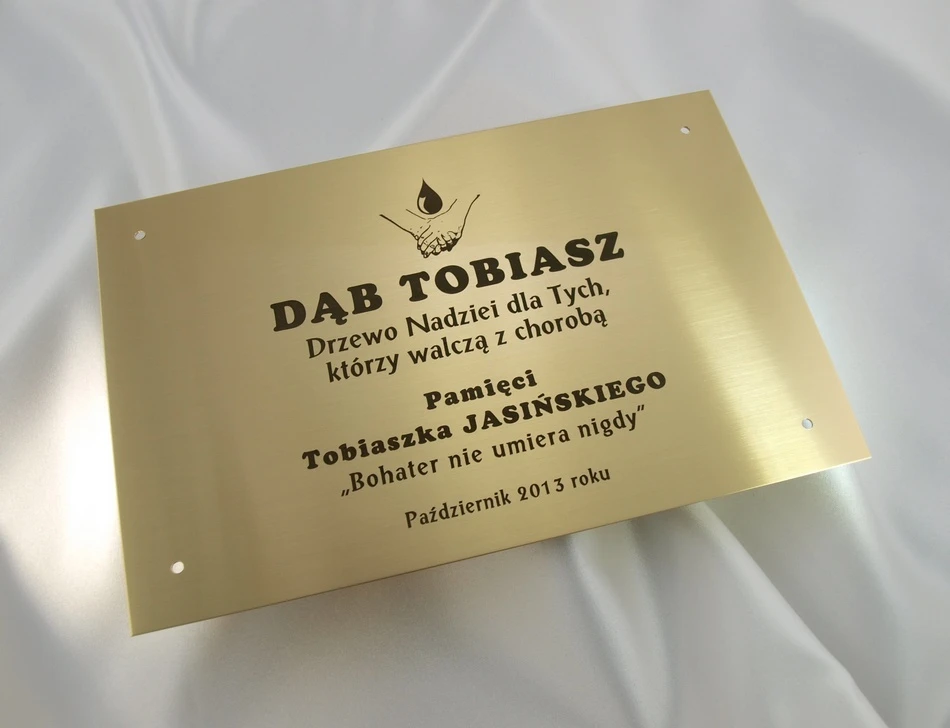 DĄB TOBIASZ
Drzewo Nadziei dla Tych,
którzy walczą z chorobą
Pamięci
Tobiaszka JASIŃSKIEGO
„Bohater nie umiera nigdy”
Październik 2013 roku